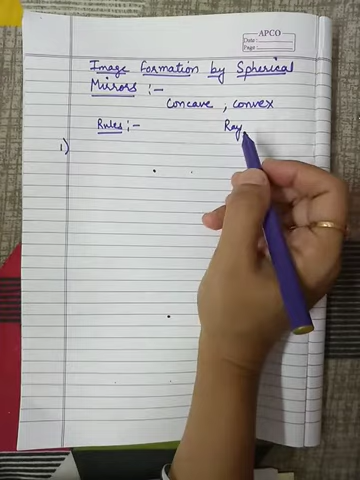 APCO
Date:
Page:
Image Formation by Spherical
Mirrors :-
Concave , Convex
Rules :- Ray
1)